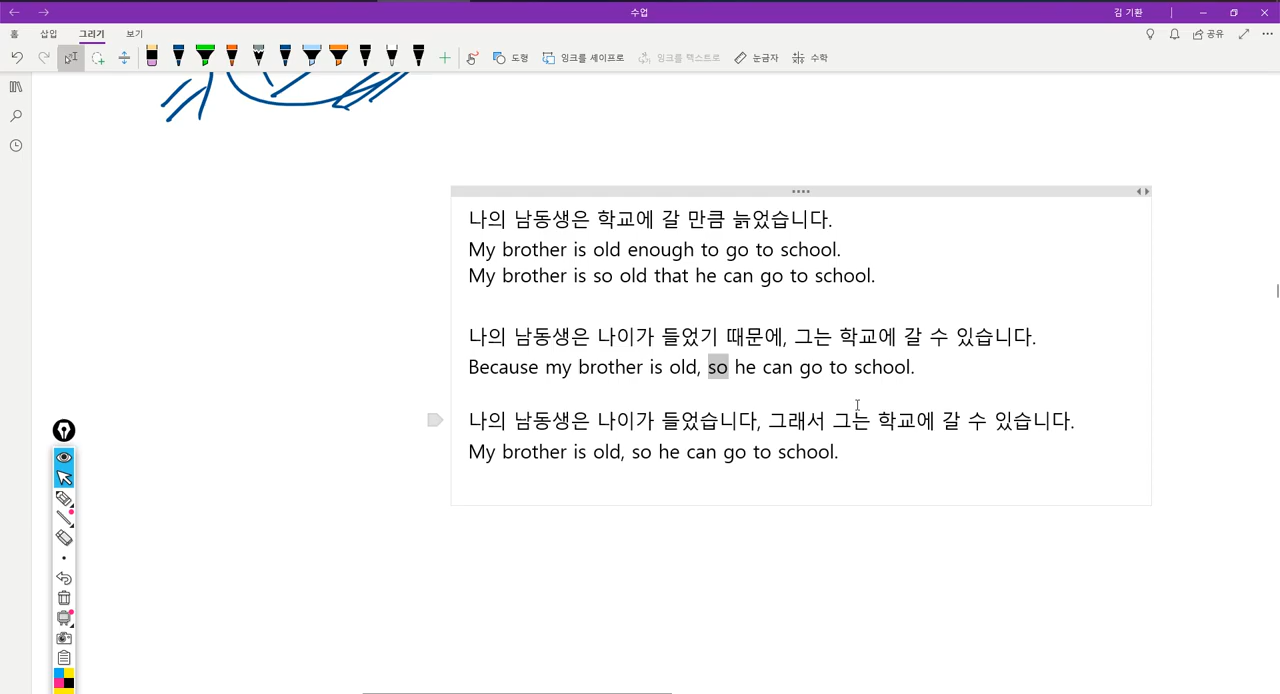 수업
김 기환
홈 삽입 그리기 보기
공유
도형 잉크를 셰이프로 잉크를 텍스트로 눈금자 수학
나의 남동생은 학교에 갈 만큼 늙었습니다.
My brother is old enough to go to school.
My brother is so old that he can go to school.
나의 남동생은 나이가 들었기 때문에, 그는 학교에 갈 수 있습니다.
Because my brother is old, so he can go to school.
나의 남동생은 나이가 들었습니다, 그래서 그는 학교에 갈 수 있습니다.
My brother is old, so he can go to school.